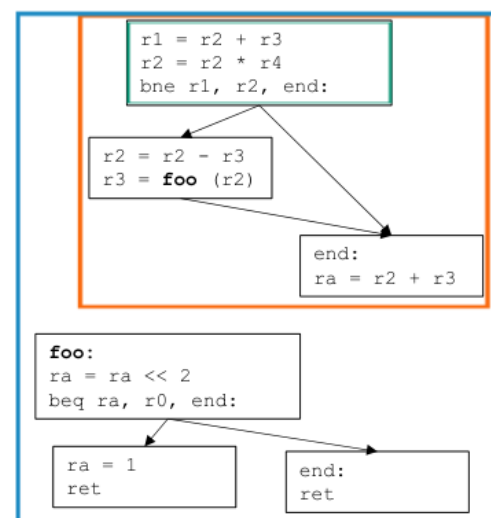 r1 = r2 + r3
r2 = r2 * r4
bne r1, r2, end:
r2 = r2 - r3
r3 = foo (r2)
end:
ra = r2 + r3
foo:
ra = ra << 2
beq ra, r0, end:
ra = 1
ret
end:
ret